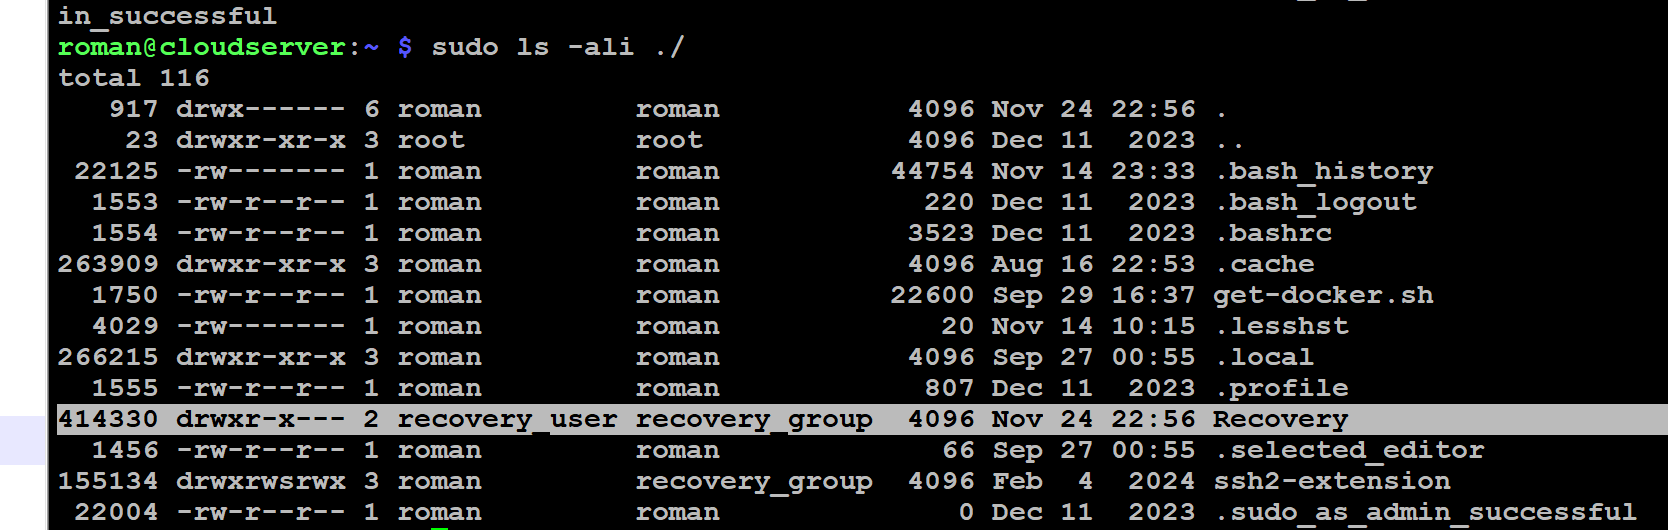 in_successful
roman@cloudserver:~ $ sudo ls -ali ./
total 116
   917 drwx------ 6 roman         roman           4096 Nov 24 22:56 .
    23 drwxr-xr-x 3 root          root            4096 Dec 11  2023 ..
 22125 -rw------- 1 roman         roman          44754 Nov 14 23:33 .bash_history
  1553 -rw-r--r-- 1 roman         roman            220 Dec 11  2023 .bash_logout
  1554 -rw-r--r-- 1 roman         roman           3523 Dec 11  2023 .bashrc
263909 drwxr-xr-x 3 roman         roman           4096 Aug 16 22:53 .cache
  1750 -rw-r--r-- 1 roman         roman          22600 Sep 29 16:37 get-docker.sh
  4029 -rw------- 1 roman         roman             20 Nov 14 10:15 .lesshst
266215 drwxr-xr-x 3 roman         roman           4096 Sep 27 00:55 .local
  1555 -rw-r--r-- 1 roman         roman            807 Dec 11  2023 .profile
414330 drwxr-x--- 2 recovery_user recovery_group  4096 Nov 24 22:56 Recovery
  1456 -rw-r--r-- 1 roman         roman             66 Sep 27 00:55 .selected_editor
155134 drwxrwsrwx 3 roman         recovery_group  4096 Feb  4  2024 ssh2-extension
 22004 -rw-r--r-- 1 roman         roman              0 Dec 11  2023 .sudo_as_admin_successful